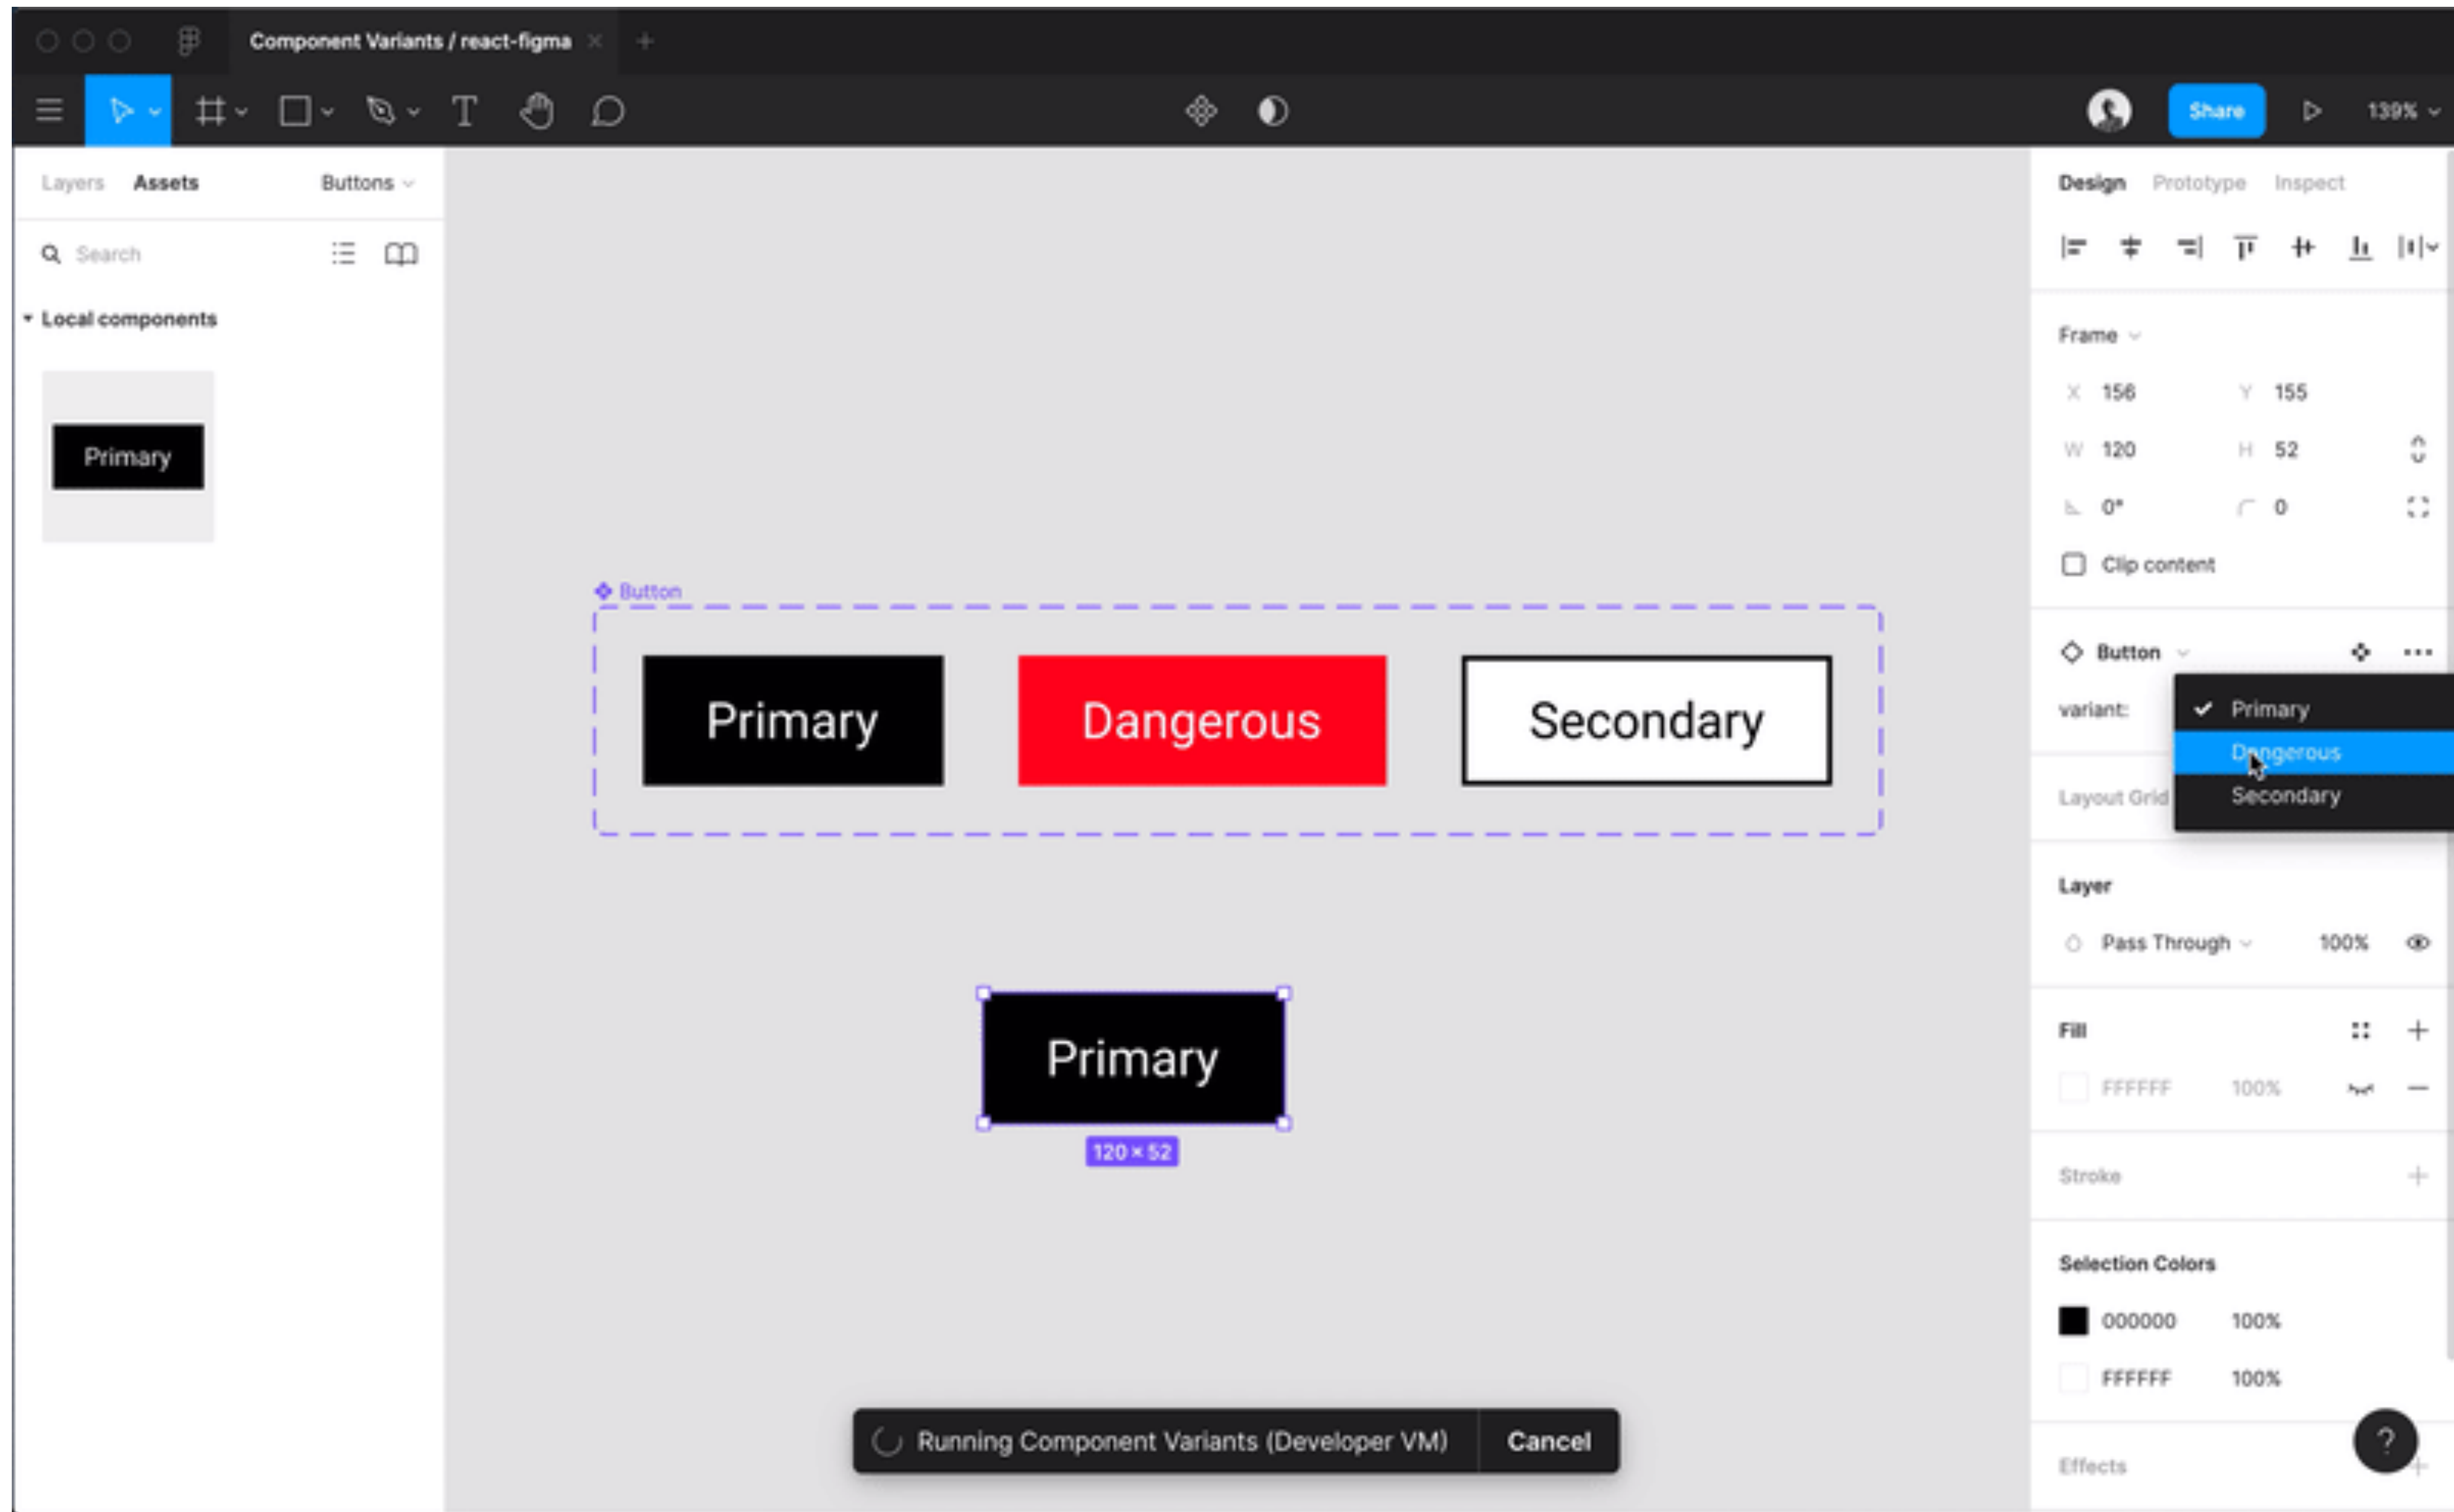 Component Variants / react-figma
Share
139%
Layers
Assets
Buttons
Search
Local components
Primary
Button
Primary
Dangerous
Secondary
Primary
120 × 52
Running Component Variants (Developer VM)
Cancel
Design
Prototype
Inspect
Frame
X 156
Y 155
W 120
H 52
0°
0
Clip content
Button
variant:
Primary
Dangerous
Secondary
Layout Grid
Layer
Pass Through
100%
Fill
FFFFFF 100%
Stroke
Selection Colors
000000 100%
FFFFFF 100%
Effects
?